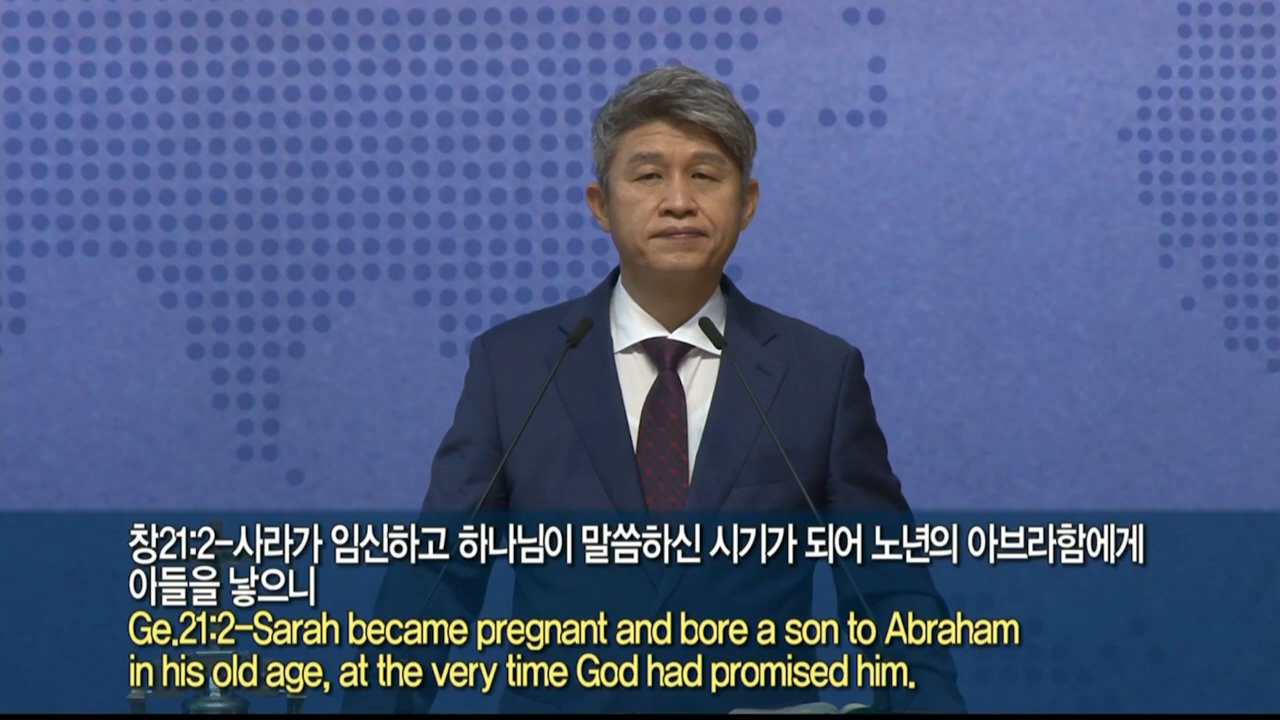 창21:2-사라가 임신하고 하나님이 말씀하신 시기가 되어 노년의 아브라함에게
아들을 낳으니
Ge.21:2-Sarah became pregnant and bore a son to Abraham
in his old age, at the very time God had promised him.